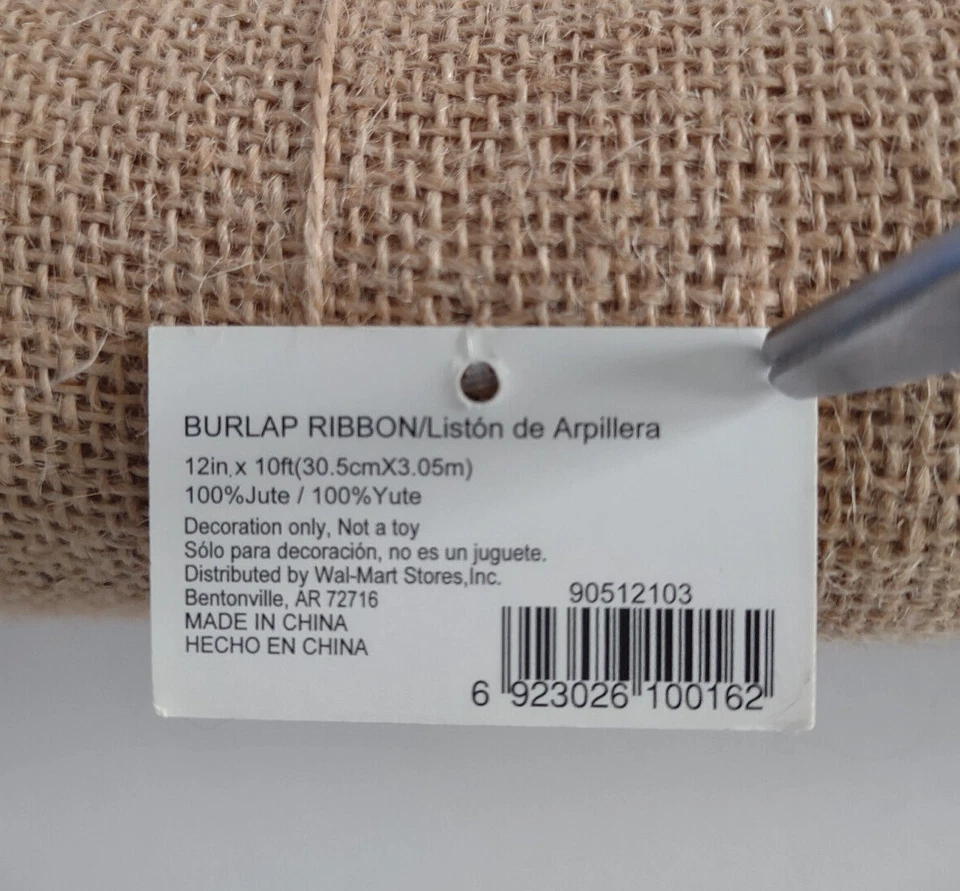 BURLAP RIBBON/Listón de Arpillera
12in.x 10ft(30.5cmX3.05m)
100%Jute / 100%Yute
Decoration only, Not a toy
Sólo para decoración, no es un juguete.
Distributed by Wal-Mart Stores,Inc.
Bentonville, AR 72716
MADE IN CHINA
HECHO EN CHINA
90512103
6 923026 100162